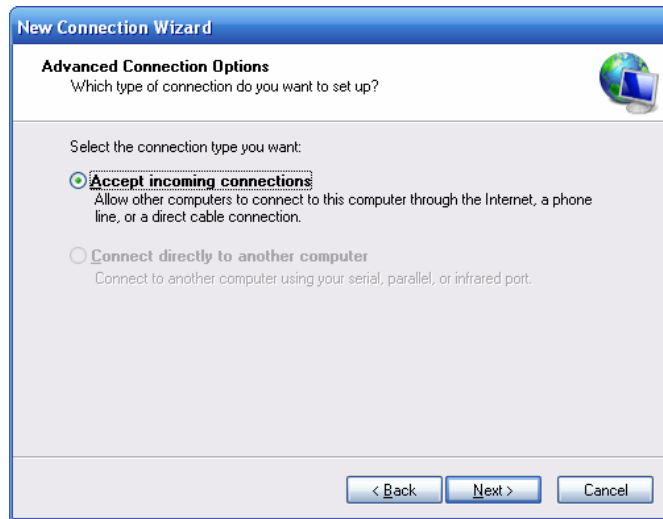 New Connection Wizard
Advanced Connection Options
Which type of connection do you want to set up?
Select the connection type you want:
Accept incoming connections
Allow other computers to connect to this computer through the Internet, a phone
line, or a direct cable connection.
Connect directly to another computer
Connect to another computer using your serial, parallel, or infrared port.
< Back Next > Cancel